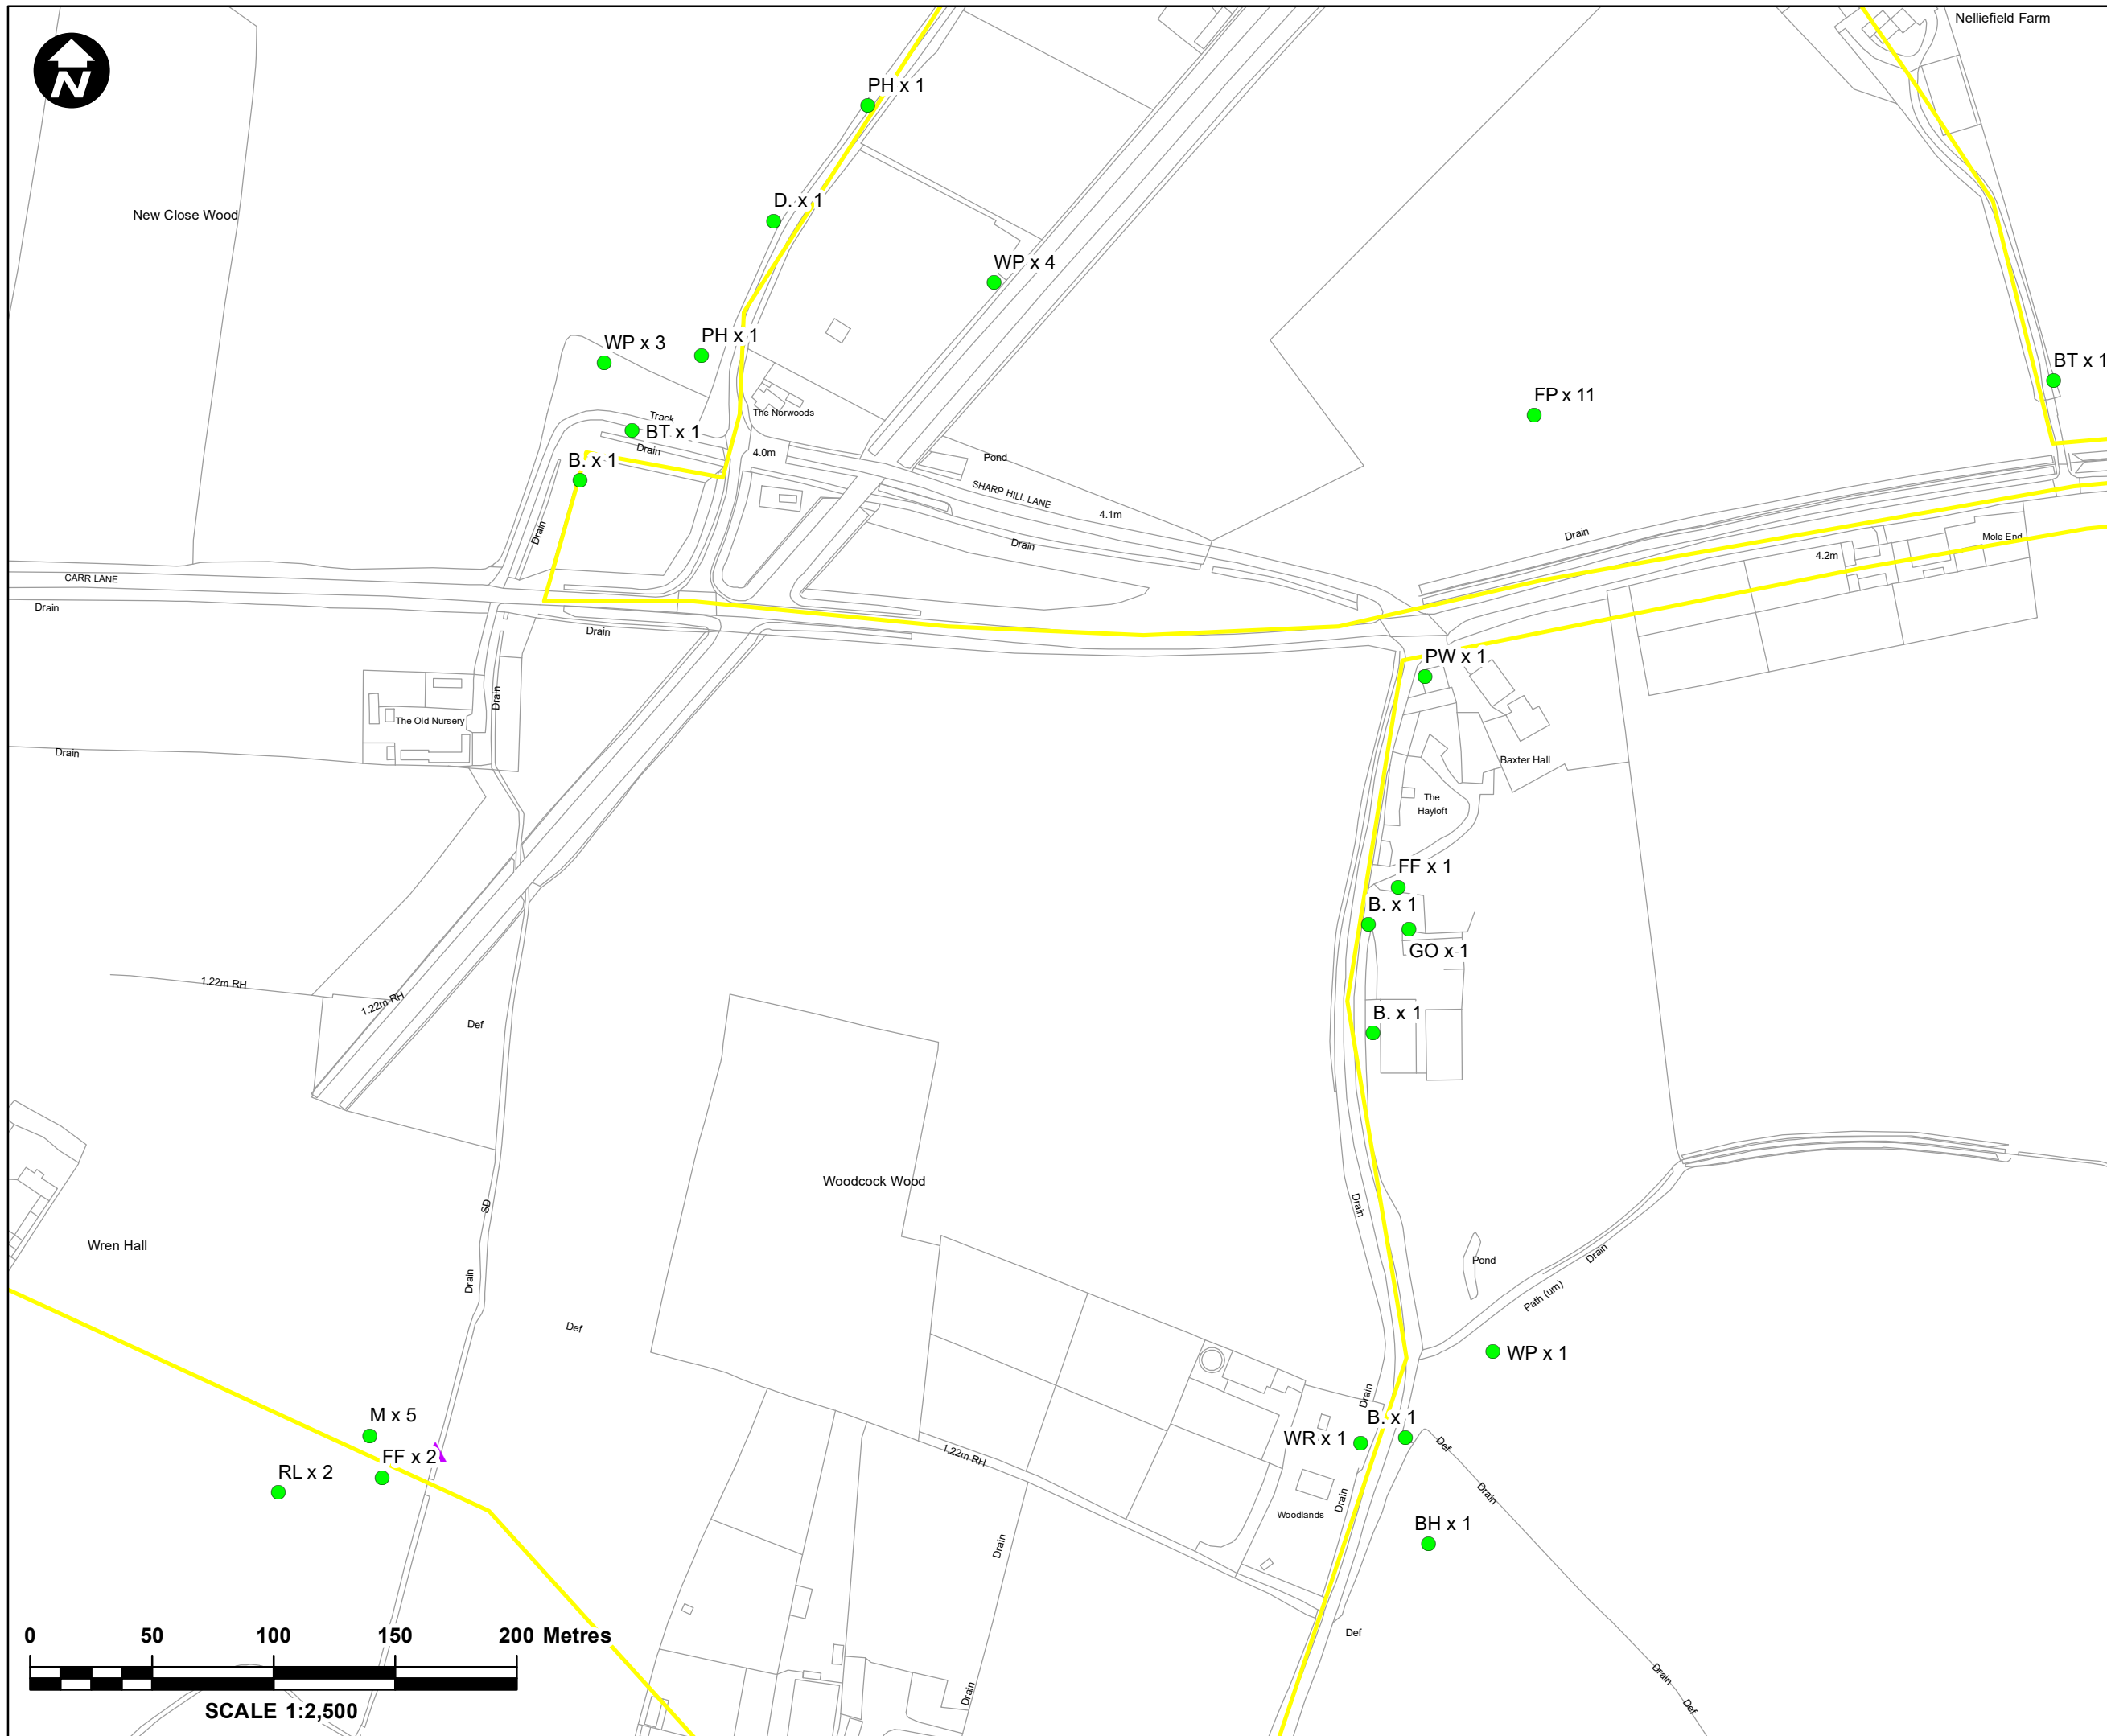 Nelliefield Farm
N
PH x 1
D. x 1
New Close Wood
WP x 4
PH x 1
WP x 3
BT x 1
FP x 11
The Norwoods
Track
BT x 1
Drain
4.0m
Pond
B. x 1
SHARP HILL LANE
4.1m
Drain
Drain
Drain
Mole End
4.2m
CARR LANE
Drain
Drain
PW x 1
Drain
The Old Nursery
Drain
Baxter Hall
The
Hayloft
FF x 1
B. x 1
GO x 1
1.22m RH
1.22m RH
B. x 1
Def
Woodcock Wood
Drain
SD
Wren Hall
Drain
Pond
Drain
Path (um)
Def
WP x 1
Drain
M x 5
B. x 1
WR x 1
Def
FF x 2
1.22m RH
RL x 2
Drain
Drain
Woodlands
BH x 1
Drain
Def
0 50 100 150 200 Metres
Drain
Drain
Def
SCALE 1:2,500